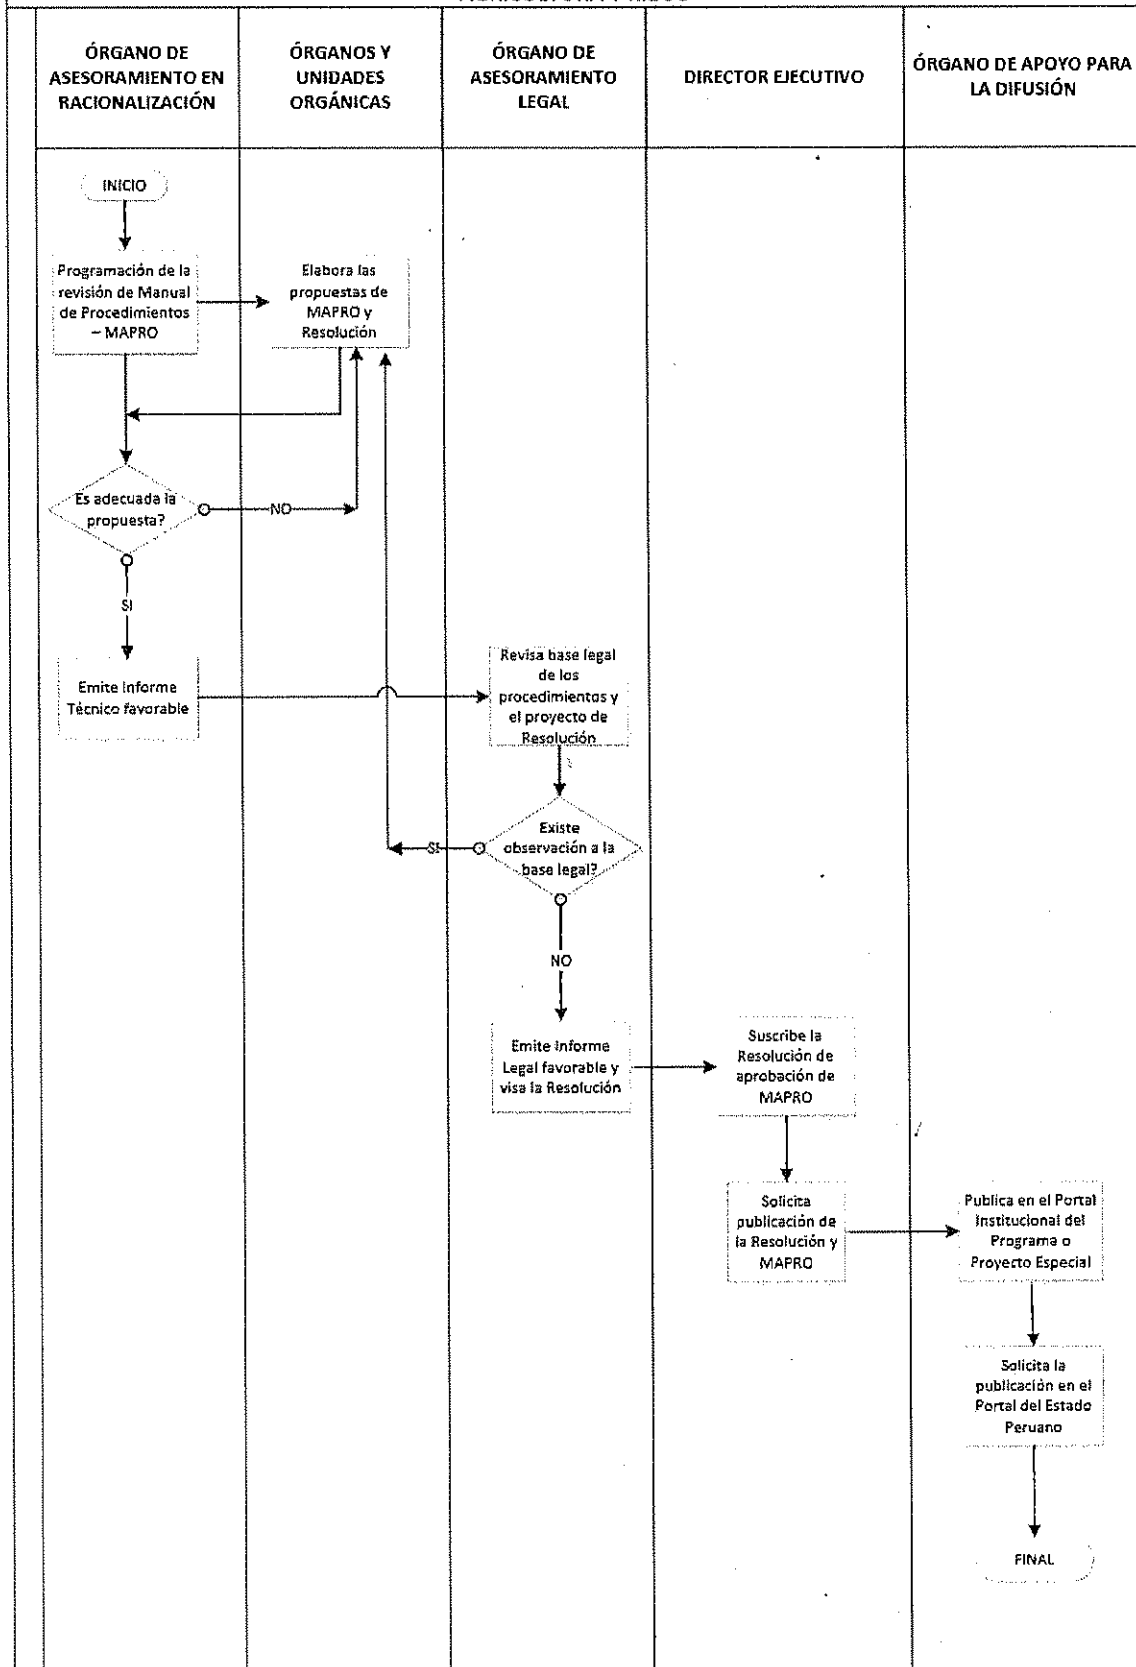 ÓRGANO DE
ASESORAMIENTO EN
RACIONALIZACIÓN
ÓRGANOS Y
UNIDADES
ORGÁNICAS
ÓRGANO DE
ASESORAMIENTO
LEGAL
DIRECTOR EJECUTIVO
ÓRGANO DE APOYO PARA
LA DIFUSIÓN
INICIO
Programación de la
revisión de Manual
de Procedimientos
– MAPRO
Elabora las
propuestas de
MAPRO y
Resolución
Es adecuada la
propuesta?
NO
SI
Emite Informe
Técnico favorable
Revisa base legal
de los
procedimientos y
el proyecto de
Resolución
Existe
observación a la
base legal?
SI
NO
Emite Informe
Legal favorable y
visa la Resolución
Suscribe la
Resolución de
aprobación de
MAPRO
Solicita
publicación de
la Resolución y
MAPRO
Publica en el Portal
Institucional del
Programa o
Proyecto Especial
Solicita la
publicación en el
Portal del Estado
Peruano
FINAL